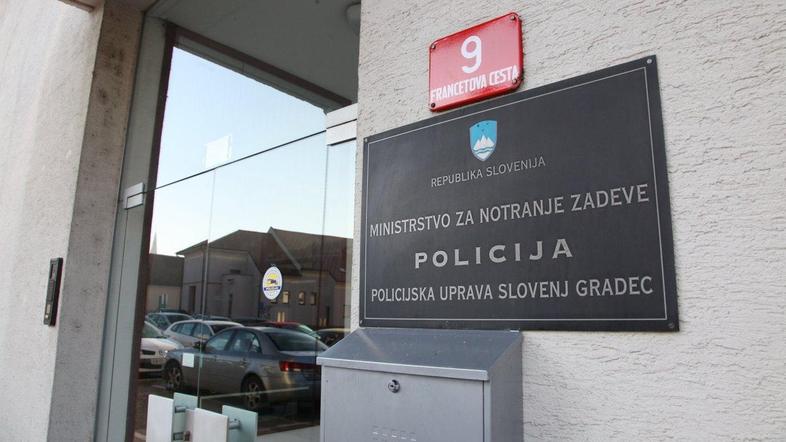 9
FRANCETOVA CESTA
REPUBLIKA SLOVENIJA
MINISTRSTVO ZA NOTRANJE ZADEVE
POLICIJA
POLICIJSKA UPRAVA SLOVENJ GRADEC